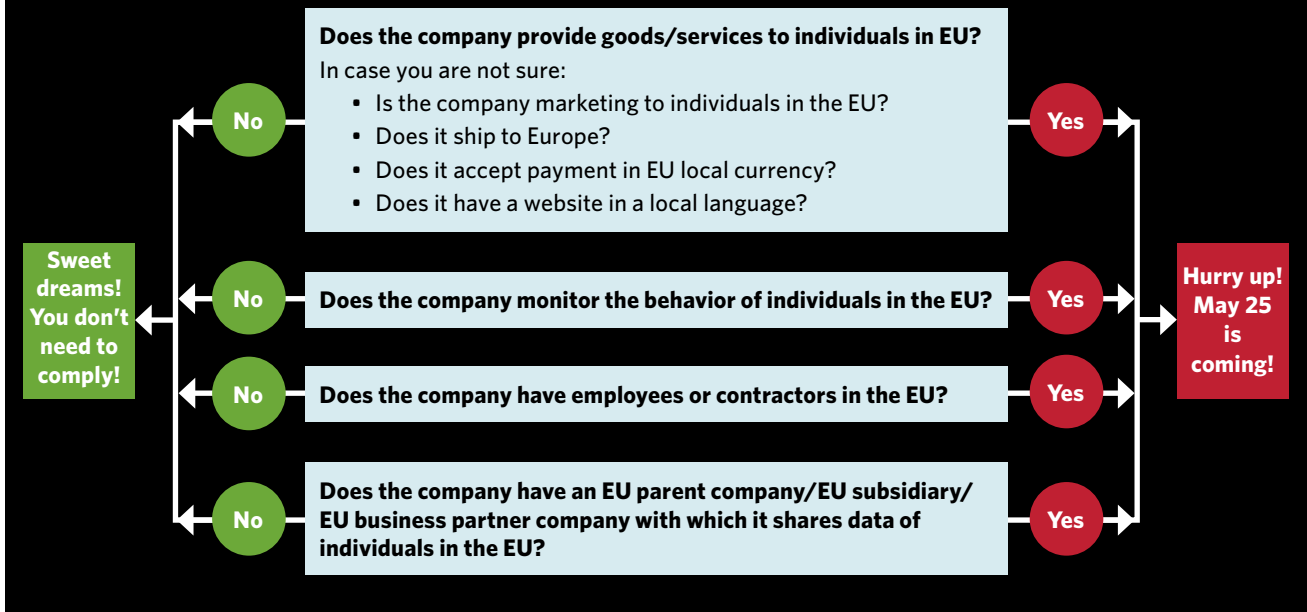 Does the company provide goods/services to individuals in EU?
In case you are not sure:
• Is the company marketing to individuals in the EU?
• Does it ship to Europe?
• Does it accept payment in EU local currency?
• Does it have a website in a local language?
No
Yes
Sweet
dreams!
You don’t
need to
comply!
Hurry up!
May 25
is
coming!
No
Does the company monitor the behavior of individuals in the EU?
Yes
No
Does the company have employees or contractors in the EU?
Yes
No
Does the company have an EU parent company/EU subsidiary/
EU business partner company with which it shares data of
individuals in the EU?
Yes